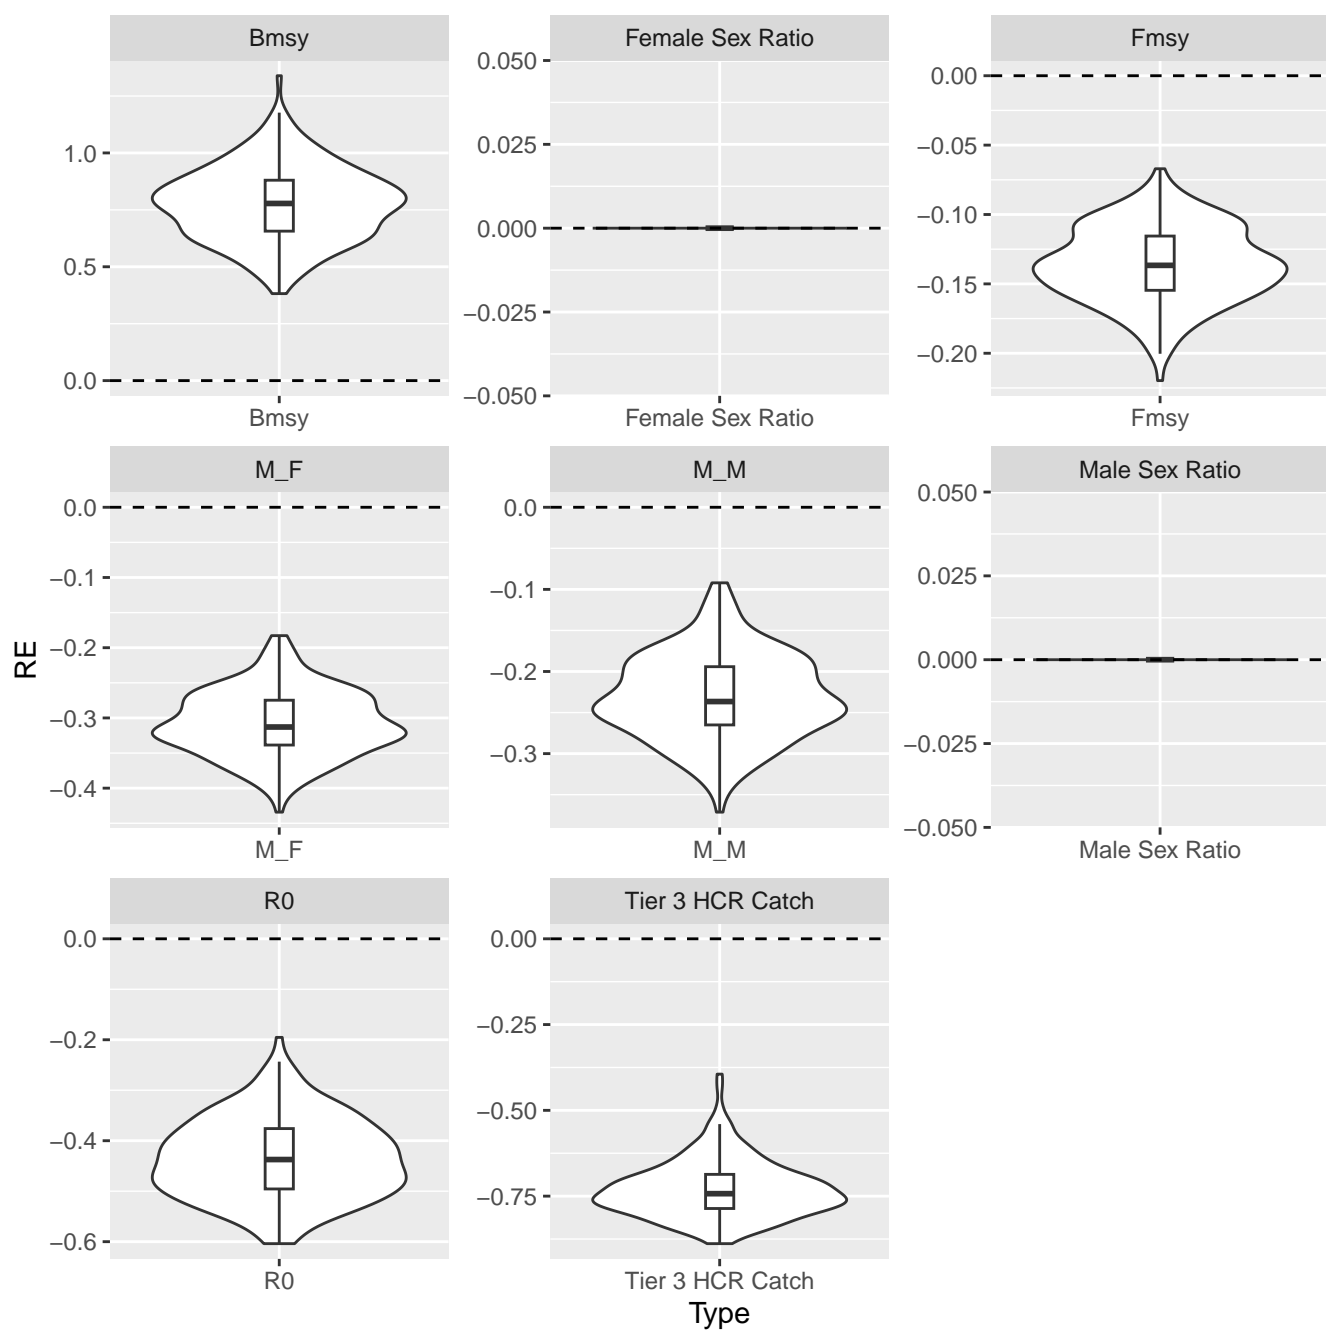 Bmsy
Female Sex Ratio
Fmsy
1.0
0.5
0.0
0.050
0.025
0.000
−0.025
−0.050
0.00
−0.05
−0.10
−0.15
−0.20
Bmsy
Female Sex Ratio
Fmsy
M_F
M_M
Male Sex Ratio
0.0
−0.1
−0.2
−0.3
−0.4
0.0
−0.1
−0.2
−0.3
0.050
0.025
0.000
−0.025
−0.050
M_F
M_M
Male Sex Ratio
RE
R0
Tier 3 HCR Catch
0.0
−0.2
−0.4
−0.6
0.00
−0.25
−0.50
−0.75
R0
Tier 3 HCR Catch
Type